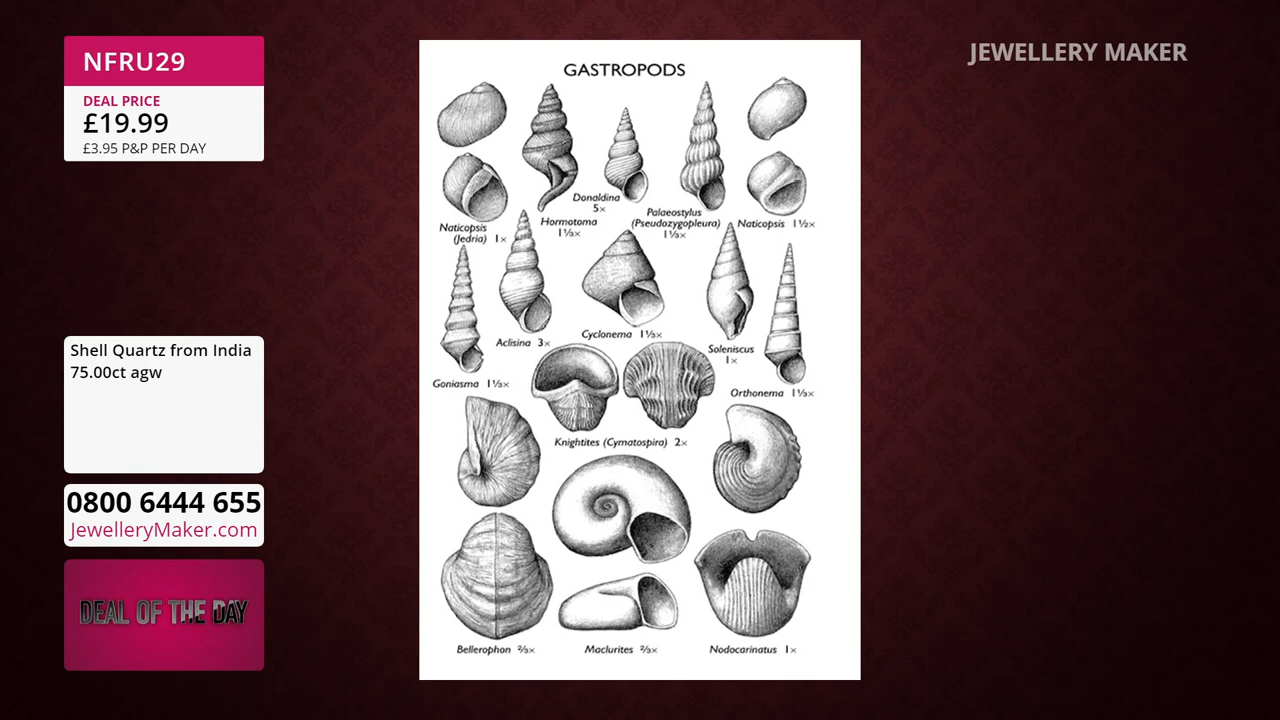 NFRU29
DEAL PRICE
£19.99
£3.95 P&P PER DAY
Shell Quartz from India
75.00ct agw
0800 6444 655
JewelleryMaker.com
DEAL OF THE DAY
JEWELLERY MAKER
GASTROPODS
Donaldina
5×
Naticopsis
(Jedria) 1×
Hormotoma
1⅓×
Palaeostylus
(Pseudozygopleura)
1⅓×
Naticopsis 1½×
Goniasma 1⅓×
Aclisina 3×
Cyclonema 1⅓×
Soleniscus
1×
Orthonema 1⅓×
Knightites (Cymatospira) 2×
Bellerophon ⅔×
Maclurites ⅔×
Nodocarinatus 1×